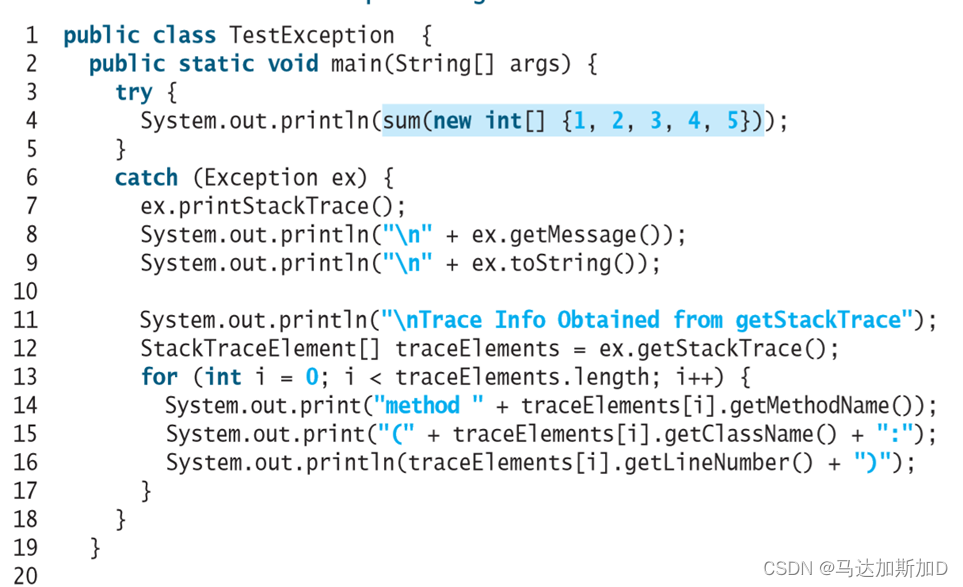 1 public class TestException {
2 public static void main(String[] args) {
3 try {
4 System.out.println(sum(new int[] {1, 2, 3, 4, 5}));
5 }
6 catch (Exception ex) {
7 ex.printStackTrace();
8 System.out.println("\n" + ex.getMessage());
9 System.out.println("\n" + ex.toString());
10
11 System.out.println("\nTrace Info Obtained from getStackTrace");
12 StackTraceElement[] traceElements = ex.getStackTrace();
13 for (int i = 0; i < traceElements.length; i++) {
14 System.out.print("method " + traceElements[i].getMethodName());
15 System.out.print("(" + traceElements[i].getClassName() + ":");
16 System.out.println(traceElements[i].getLineNumber() + ")");
17 }
18 }
19 }
20
CSDN @马达加斯加D